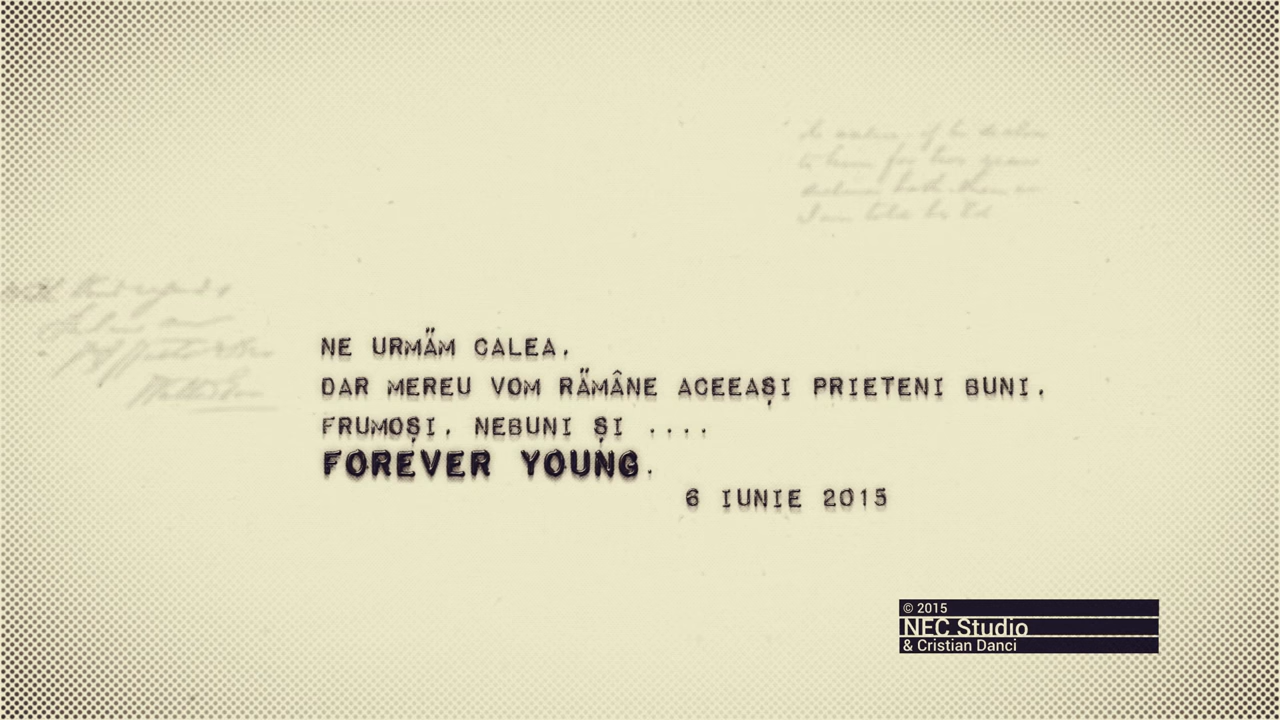 NE URMĂM CALEA.
DAR MEREU VOM RĂMÂNE ACEEAȘI PRIETENI BUNI.
FRUMOȘI, NEBUNI ȘI ....
FOREVER YOUNG.
6 IUNIE 2015
© 2015
NEC Studio
& Cristian Danci